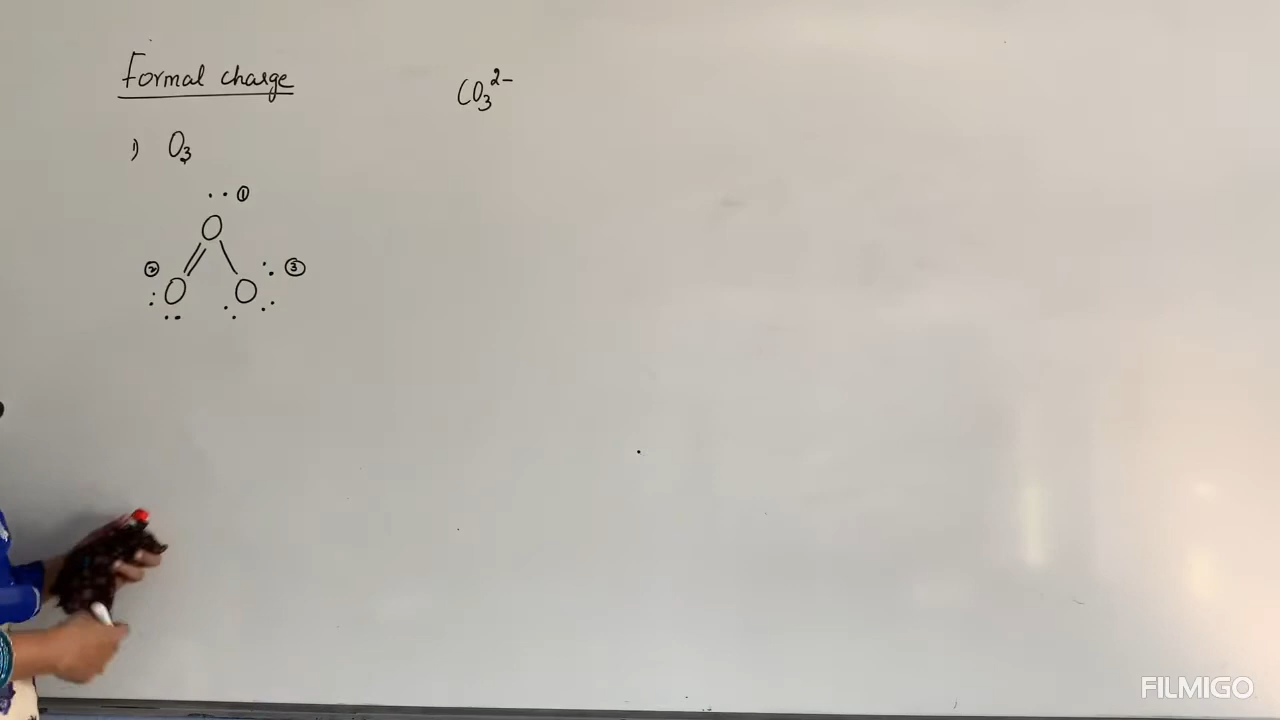 Formal charge
CO₃²⁻
1) O₃
①
O
② ③
O O
FILMIGO